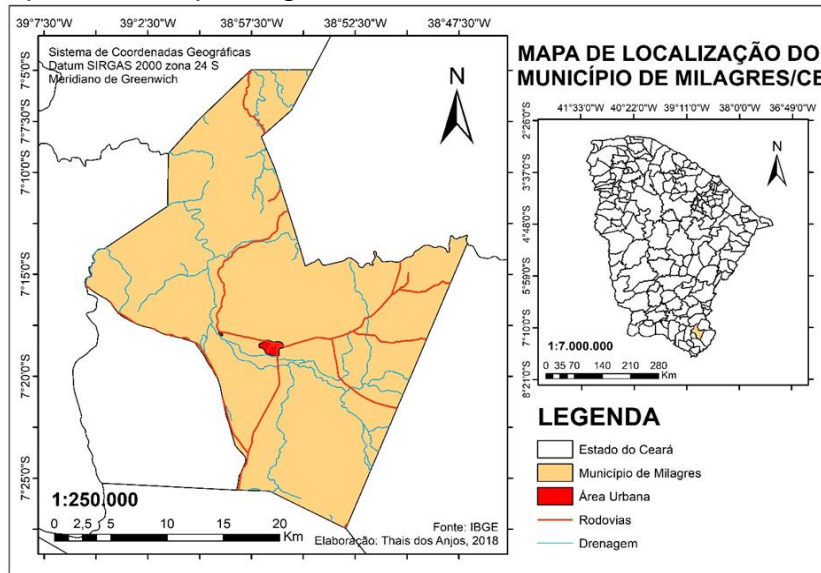 39°7'30"W 39°2'30"W 38°57'30"W 38°52'30"W 38°47'30"W
Sistema de Coordenadas Geográficas
Datum SIRGAS 2000 zona 24 S
Meridiano de Greenwich
N
7°5'0"S
7°7'30"S
7°10'0"S
7°15'0"S
7°20'0"S
7°25'0"S
1:250.000
0 2,5 5 10 15 20
Km
Fonte: IBGE
Elaboração: Thais dos Anjos, 2018
MAPA DE LOCALIZAÇÃO DO
MUNICÍPIO DE MILAGRES/CE
41°33'0"W 40°22'0"W 39°11'0"W 38°0'0"W 36°49'0"W
2°26'0"S
3°37'0"S
4°48'0"S
5°59'0"S
7°10'0"S
8°21'0"S
N
1:7.000.000
0 35 70 140 210 280
Km
LEGENDA
Estado do Ceará
Município de Milagres
Área Urbana
Rodovias
Drenagem